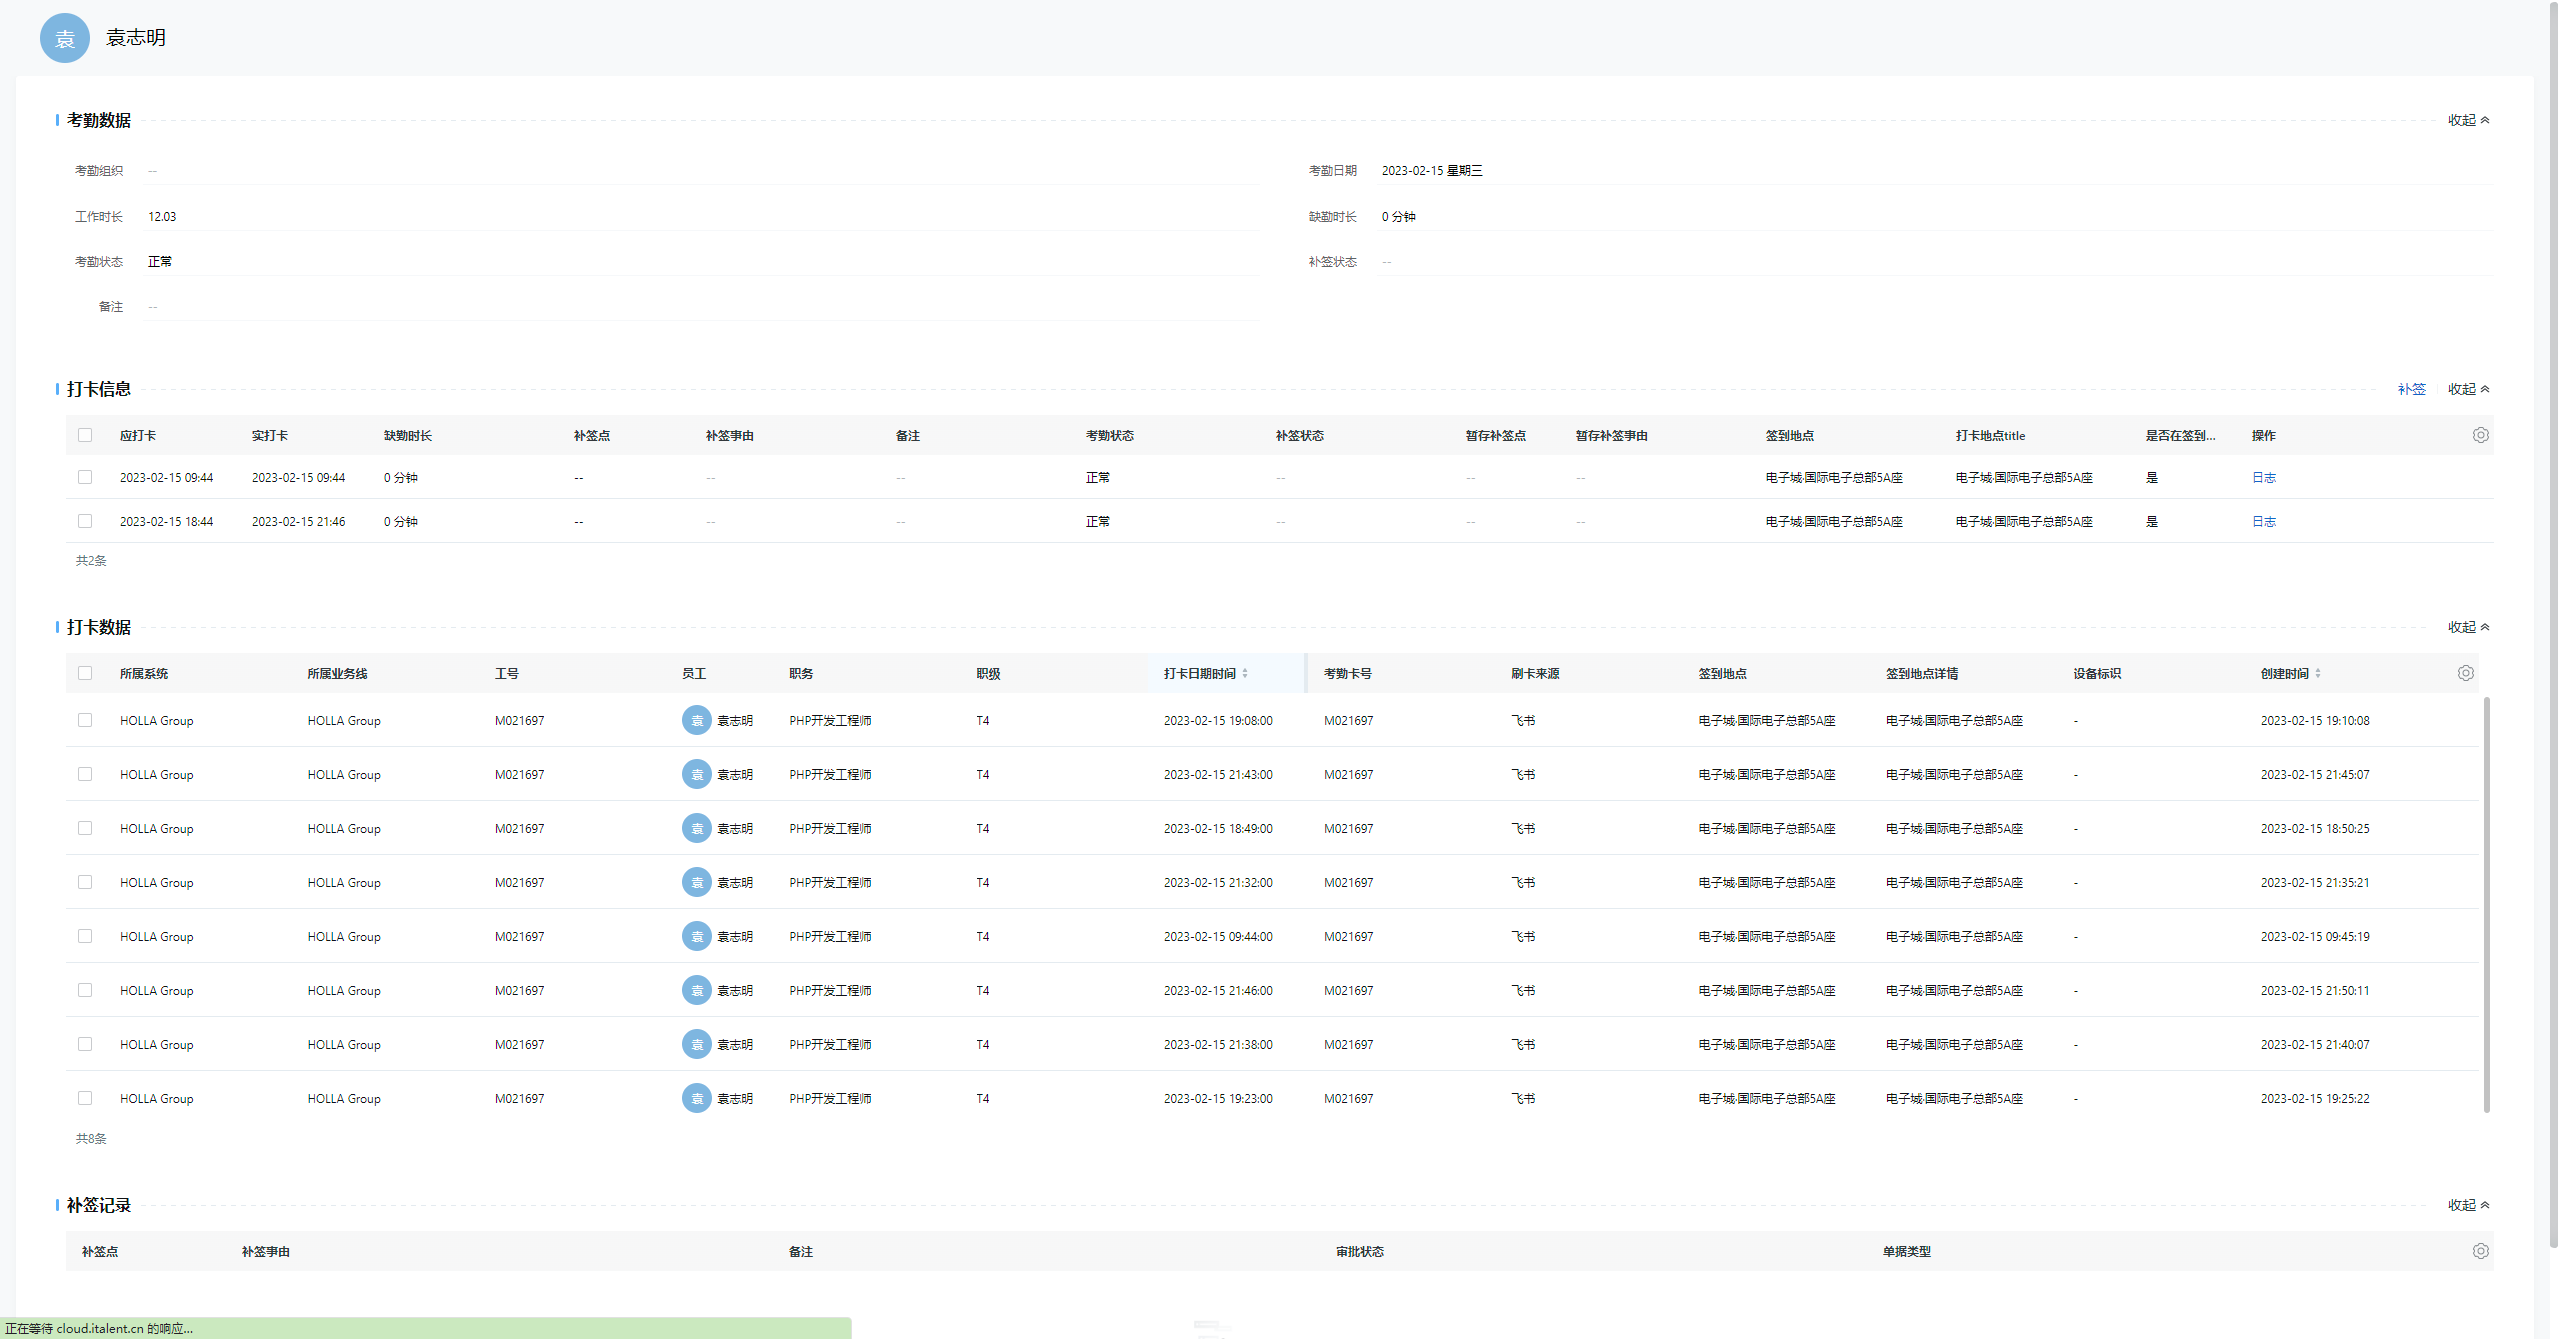 袁 袁志明
考勤数据 收起
考勤组织 -- 考勤日期 2023-02-15 星期三
工作时长 12.03 缺勤时长 0 分钟
考勤状态 正常 补签状态 --
备注 --
打卡信息 补签 收起
应打卡 实打卡 缺勤时长 补签点 补签事由 备注 考勤状态 补签状态 暂存补签点 暂存补签事由 签到地点 打卡地点title 是否在签到... 操作
2023-02-15 09:44 2023-02-15 09:44 0 分钟 -- -- -- 正常 -- -- -- 电子城·国际电子总部5A座 电子城·国际电子总部5A座 是 日志
2023-02-15 18:44 2023-02-15 21:46 0 分钟 -- -- -- 正常 -- -- -- 电子城·国际电子总部5A座 电子城·国际电子总部5A座 是 日志
共2条
打卡数据 收起
所属系统 所属业务线 工号 员工 职务 职级 打卡日期时间 考勤卡号 刷卡来源 签到地点 签到地点详情 设备标识 创建时间
HOLLA Group HOLLA Group M021697 袁 袁志明 PHP开发工程师 T4 2023-02-15 19:08:00 M021697 飞书 电子城·国际电子总部5A座 电子城·国际电子总部5A座 - 2023-02-15 19:10:08
HOLLA Group HOLLA Group M021697 袁 袁志明 PHP开发工程师 T4 2023-02-15 21:43:00 M021697 飞书 电子城·国际电子总部5A座 电子城·国际电子总部5A座 - 2023-02-15 21:45:07
HOLLA Group HOLLA Group M021697 袁 袁志明 PHP开发工程师 T4 2023-02-15 18:49:00 M021697 飞书 电子城·国际电子总部5A座 电子城·国际电子总部5A座 - 2023-02-15 18:50:25
HOLLA Group HOLLA Group M021697 袁 袁志明 PHP开发工程师 T4 2023-02-15 21:32:00 M021697 飞书 电子城·国际电子总部5A座 电子城·国际电子总部5A座 - 2023-02-15 21:35:21
HOLLA Group HOLLA Group M021697 袁 袁志明 PHP开发工程师 T4 2023-02-15 09:44:00 M021697 飞书 电子城·国际电子总部5A座 电子城·国际电子总部5A座 - 2023-02-15 09:45:19
HOLLA Group HOLLA Group M021697 袁 袁志明 PHP开发工程师 T4 2023-02-15 21:46:00 M021697 飞书 电子城·国际电子总部5A座 电子城·国际电子总部5A座 - 2023-02-15 21:50:11
HOLLA Group HOLLA Group M021697 袁 袁志明 PHP开发工程师 T4 2023-02-15 21:38:00 M021697 飞书 电子城·国际电子总部5A座 电子城·国际电子总部5A座 - 2023-02-15 21:40:07
HOLLA Group HOLLA Group M021697 袁 袁志明 PHP开发工程师 T4 2023-02-15 19:23:00 M021697 飞书 电子城·国际电子总部5A座 电子城·国际电子总部5A座 - 2023-02-15 19:25:22
共8条
补签记录 收起
补签点 补签事由 备注 审批状态 单据类型
正在等待 cloud.italent.cn 的响应...